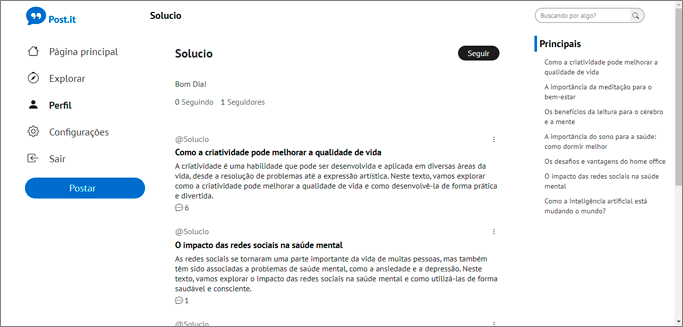 Post.it
Solucio
Buscando por algo?
Página principal
Explorar
Perfil
Configurações
Sair
Postar
Solucio
Seguir
Bom Dia!
0 Seguindo 1 Seguidores
@Solucio
Como a criatividade pode melhorar a qualidade de vida
A criatividade é uma habilidade que pode ser desenvolvida e aplicada em diversas áreas da
vida, desde a resolução de problemas até a expressão artística. Neste texto, vamos explorar
como a criatividade pode melhorar a qualidade de vida e como desenvolvê-la de forma prática
e divertida.
6
@Solucio
O impacto das redes sociais na saúde mental
As redes sociais se tornaram uma parte importante da vida de muitas pessoas, mas também
têm sido associadas a problemas de saúde mental, como a ansiedade e a depressão. Neste
texto, vamos explorar o impacto das redes sociais na saúde mental e como utilizá-las de forma
saudável e consciente.
1
@Solucio
Principais
Como a criatividade pode melhorar a
qualidade de vida
A importância da meditação para o
bem-estar
Os benefícios da leitura para o cérebro
e a mente
A importância do sono para a saúde:
como dormir melhor
Os desafios e vantagens do home office
O impacto das redes sociais na saúde
mental
Como a inteligência artificial está
mudando o mundo?